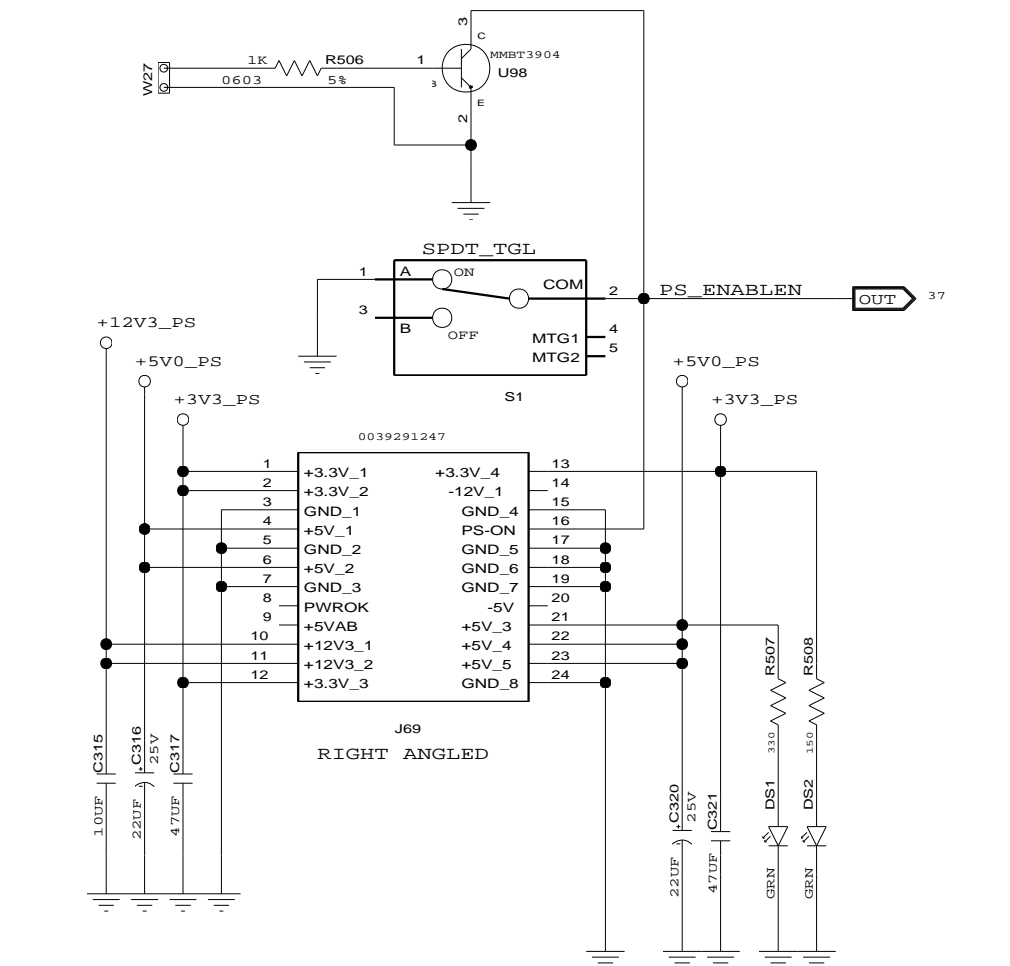 3
C
MMBT3904
1K R506 1
W27
U98
0603 5%
B
E
2
SPDT_TGL
1 A ON
COM 2 PS_ENABLEN OUT 37
3
B OFF
MTG1 4
MTG2 5
S1
+12V3_PS
+5V0_PS +5V0_PS
+3V3_PS +3V3_PS
0039291247
1 +3.3V_1 +3.3V_4 13
2 +3.3V_2 -12V_1 14
3 GND_1 GND_4 15
4 +5V_1 PS-ON 16
5 GND_2 GND_5 17
6 +5V_2 GND_6 18
7 GND_3 GND_7 19
8 PWROK -5V 20
9 +5VAB +5V_3 21
10 +12V3_1 +5V_4 22
11 +12V3_2 +5V_5 23
12 +3.3V_3 GND_8 24
J69
RIGHT ANGLED
C315
10UF
C316
25V
22UF
C317
47UF
C320
25V
22UF
C321
47UF
R507
330
DS1
GRN
R508
150
DS2
GRN